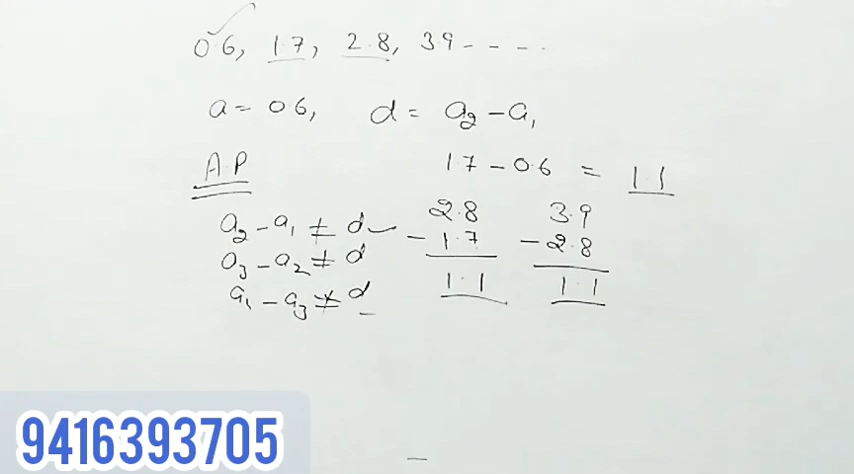 0.6, 1.7, 2.8, 3.9 - - - -
a = 0.6, d = a₂ - a₁
A.P 1.7 - 0.6 = 1.1
a₂ - a₁ ≠ d 2.8 3.9
a₃ - a₂ ≠ d - 1.7 - 2.8
a₁ - a₃ ≠ d 1.1 1.1
9416393705